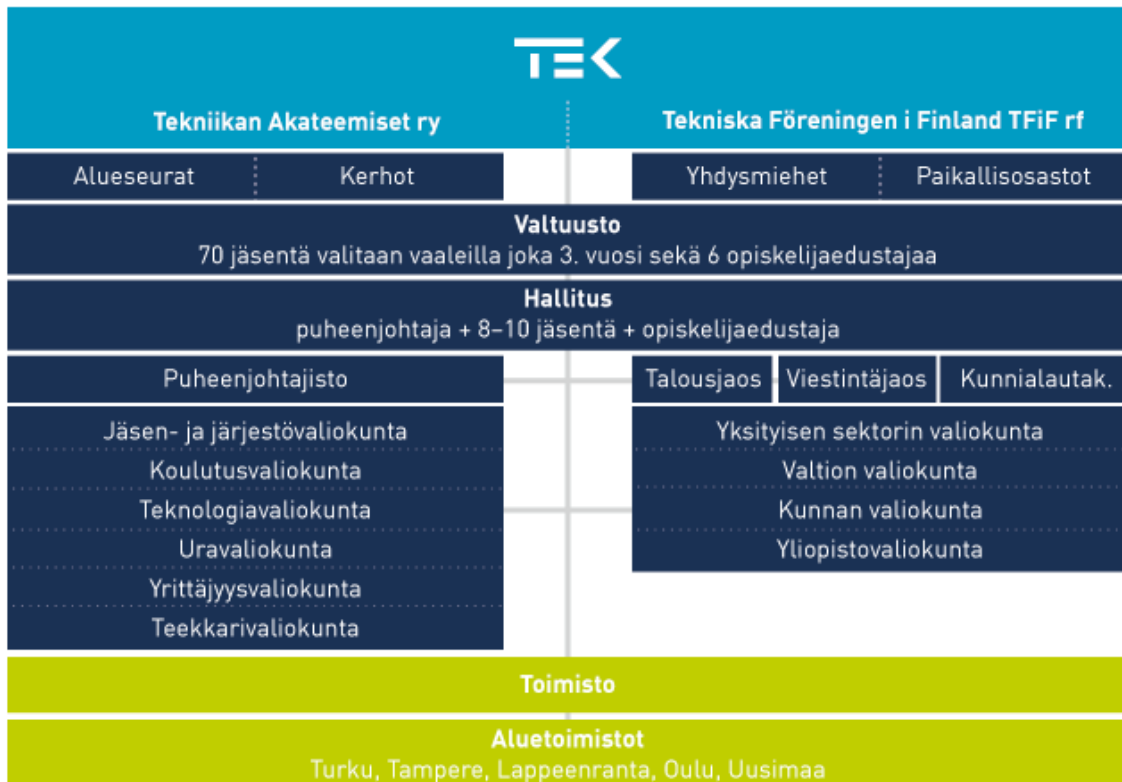 TEK
Tekniikan Akateemiset ry
Tekniska Föreningen i Finland TFiF rf
Alueseurat
Kerhot
Yhdysmiehet
Paikallisosastot
Valtuusto
70 jäsentä valitaan vaaleilla joka 3. vuosi sekä 6 opiskelijaedustajaa
Hallitus
puheenjohtaja + 8–10 jäsentä + opiskelijaedustaja
Puheenjohtajisto
Talousjaos
Viestintäjaos
Kunnialautak.
Jäsen- ja järjestövaliokunta
Koulutusvaliokunta
Teknologiavaliokunta
Uravaliokunta
Yrittäjyysvaliokunta
Teekkarivaliokunta
Yksityisen sektorin valiokunta
Valtion valiokunta
Kunnan valiokunta
Yliopistovaliokunta
Toimisto
Aluetoimistot
Turku, Tampere, Lappeenranta, Oulu, Uusimaa